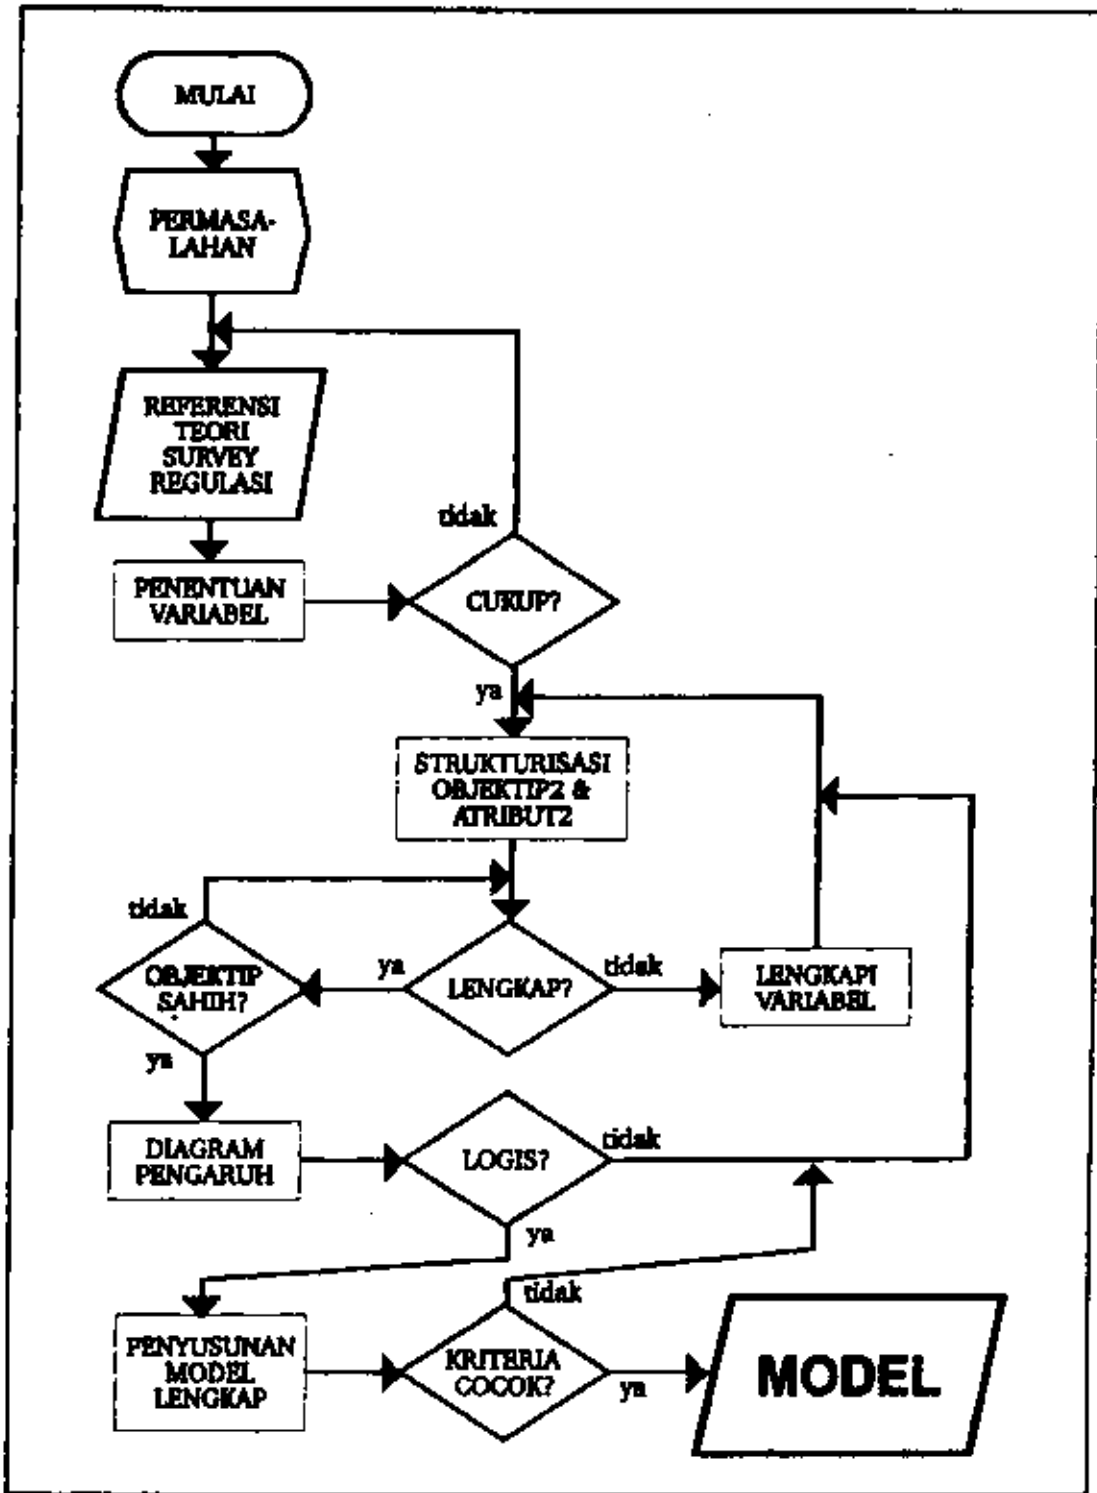 MULAI
PERMASA-
LAHAN
REFERENSI
TEORI
SURVEY
REGULASI
tidak
PENENTUAN
VARIABEL
CUKUP?
ya
STRUKTURISASI
OBJEKTIP2 &
ATRIBUT2
tidak
OBJEKTIP
SAHIH?
ya
LENGKAP?
tidak
LENGKAPI
VARIABEL
ya
DIAGRAM
PENGARUH
LOGIS?
tidak
ya
tidak
PENYUSUNAN
MODEL
LENGKAP
KRITERIA
COCOK?
ya
MODEL